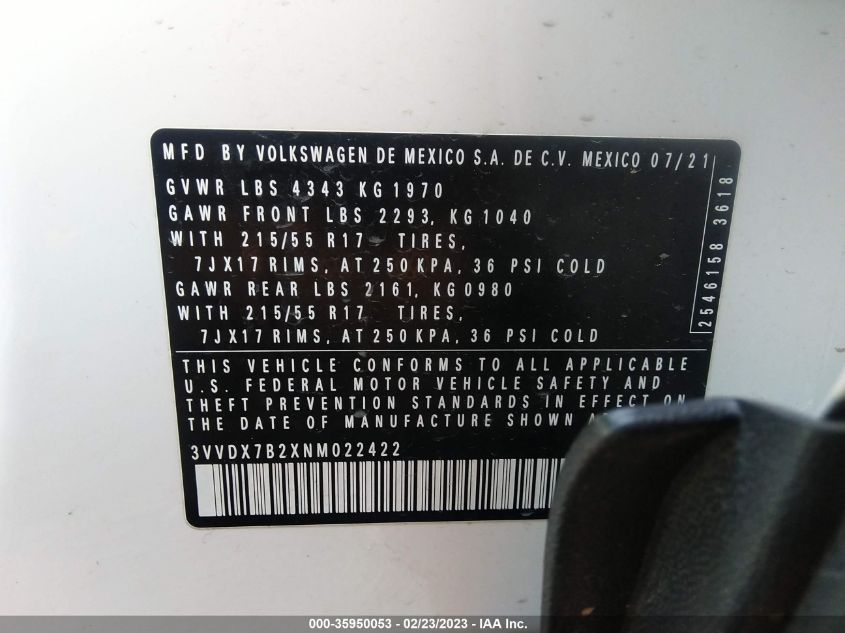 MFD BY VOLKSWAGEN DE MEXICO S.A. DE C.V. MEXICO 07/21
GVWR LBS 4343 KG 1970
GAWR FRONT LBS 2293, KG 1040
WITH 215/55 R17 TIRES,
7JX17 RIMS, AT 250 KPA, 36 PSI COLD
GAWR REAR LBS 2161, KG 0980
WITH 215/55 R17 TIRES,
7JX17 RIMS, AT 250 KPA, 36 PSI COLD
2546158 3618
THIS VEHICLE CONFORMS TO ALL APPLICABLE
U.S. FEDERAL MOTOR VEHICLE SAFETY AND
THEFT PREVENTION STANDARDS IN EFFECT ON
THE DATE OF MANUFACTURE SHOWN
3VVDX7B2XNM022422
000-35950053 - 02/23/2023 - IAA Inc.